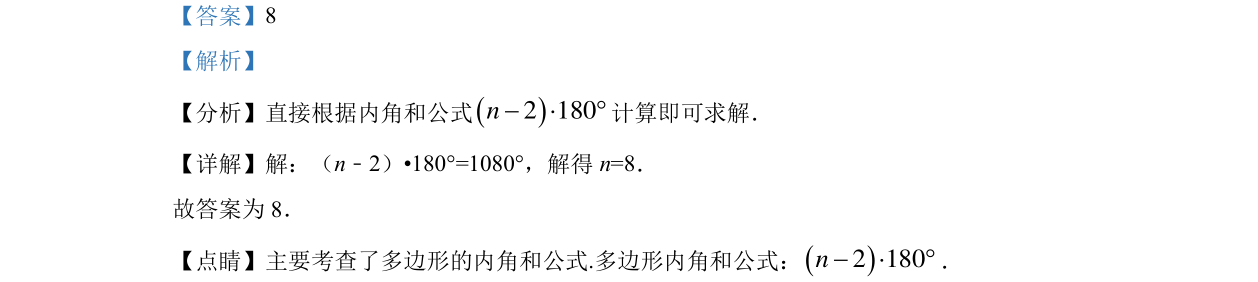 【答案】8
【解析】
【分析】直接根据内角和公式(n−2)·180°计算即可求解．
【详解】解：（n﹣2）•180°=1080°，解得 n=8．
故答案为 8．
【点睛】主要考查了多边形的内角和公式.多边形内角和公式：(n−2)·180°．